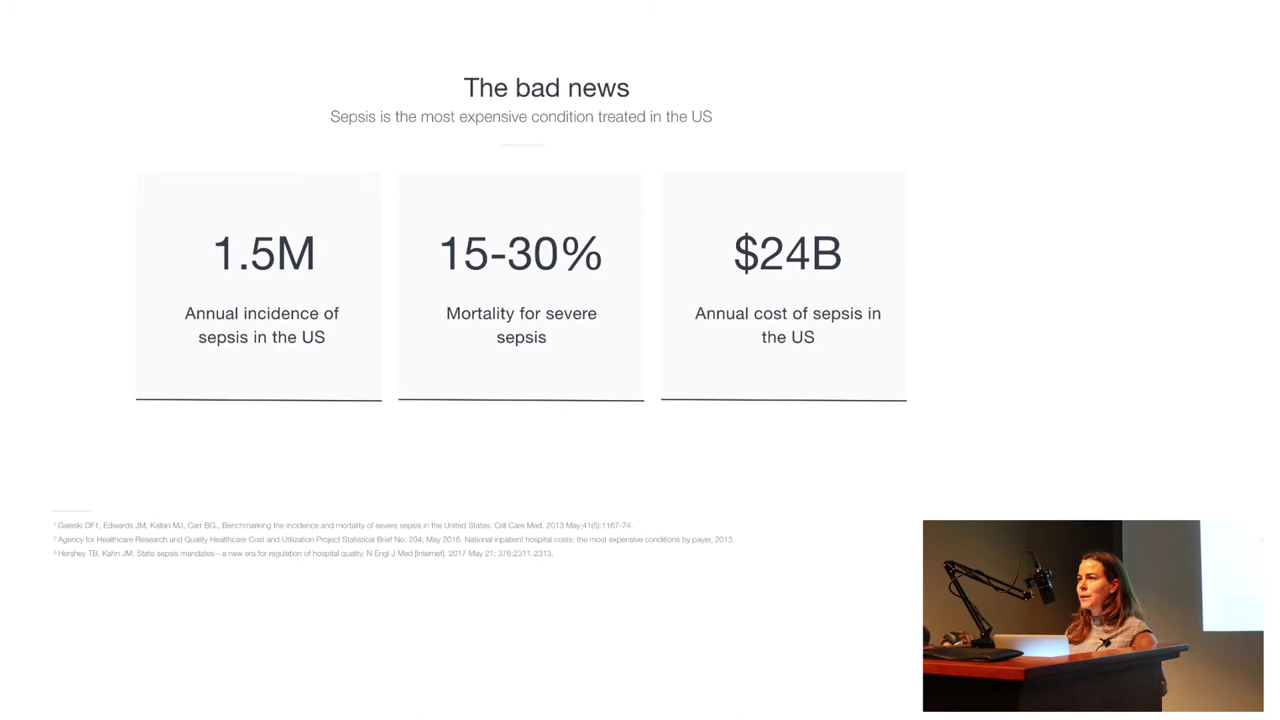 The bad news
Sepsis is the most expensive condition treated in the US
1.5M
Annual incidence of
sepsis in the US
15-30%
Mortality for severe
sepsis
$24B
Annual cost of sepsis in
the US
1 Gaieski DF1, Edwards JM, Kallan MJ, Carr BG., Benchmarking the incidence and mortality of severe sepsis in the United States. Crit Care Med. 2013 May;41(5):1167-74.
2 Agency for Healthcare Research and Quality Healthcare Cost and Utilization Project Statistical Brief No. 204; May 2016. National inpatient hospital costs: the most expensive conditions by payer, 2013.
3 Hershey TB, Kahn JM. State sepsis mandates – a new era for regulation of hospital quality. N Engl J Med [Internet]. 2017 May 21; 376:2311-2313.